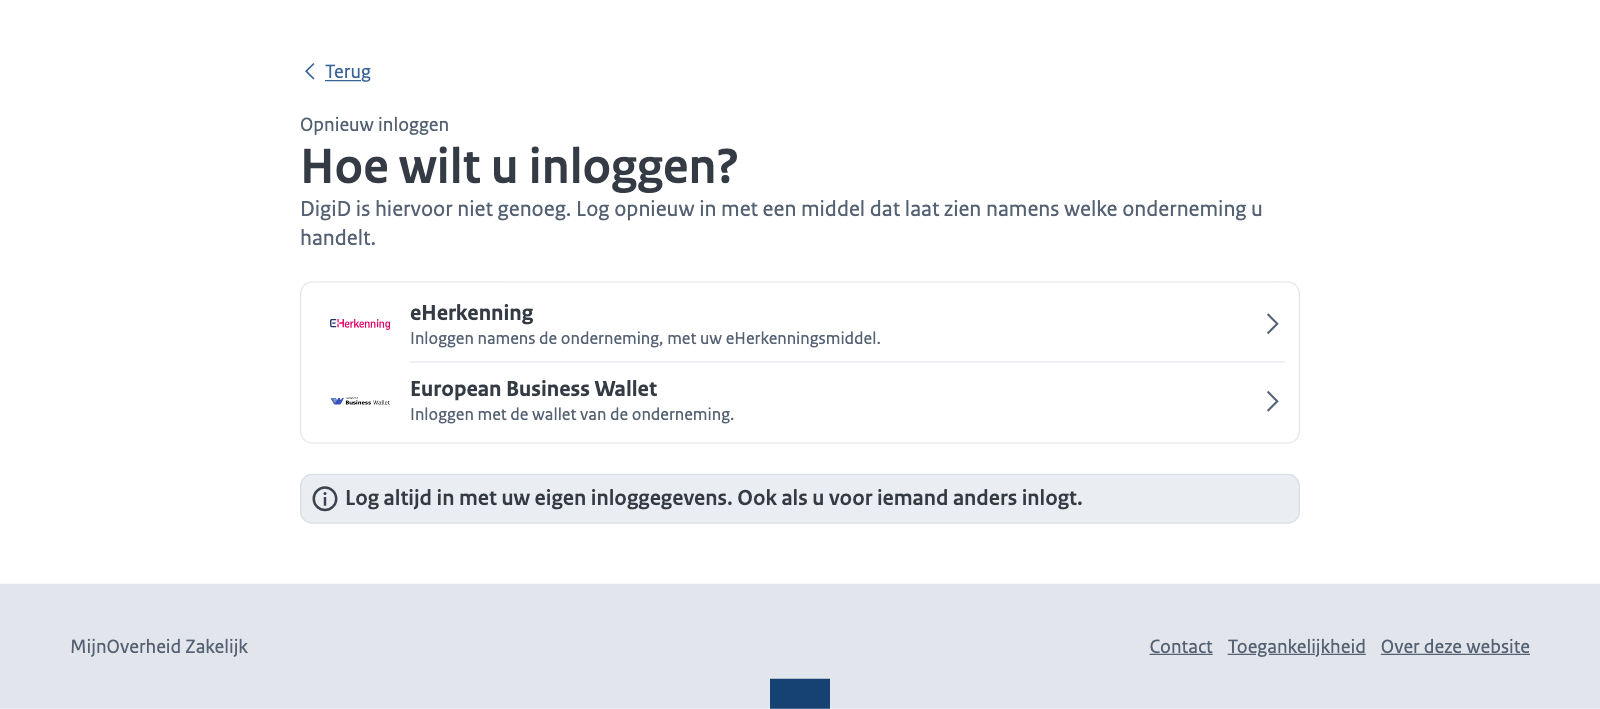 Terug
Opnieuw inloggen
Hoe wilt u inloggen?
DigiD is hiervoor niet genoeg. Log opnieuw in met een middel dat laat zien namens welke onderneming u
handelt.
EHerkenning
eHerkenning
Inloggen namens de onderneming, met uw eHerkenningsmiddel.
Business Wallet
European Business Wallet
Inloggen met de wallet van de onderneming.
Log altijd in met uw eigen inloggegevens. Ook als u voor iemand anders inlogt.
MijnOverheid Zakelijk
Contact Toegankelijkheid Over deze website